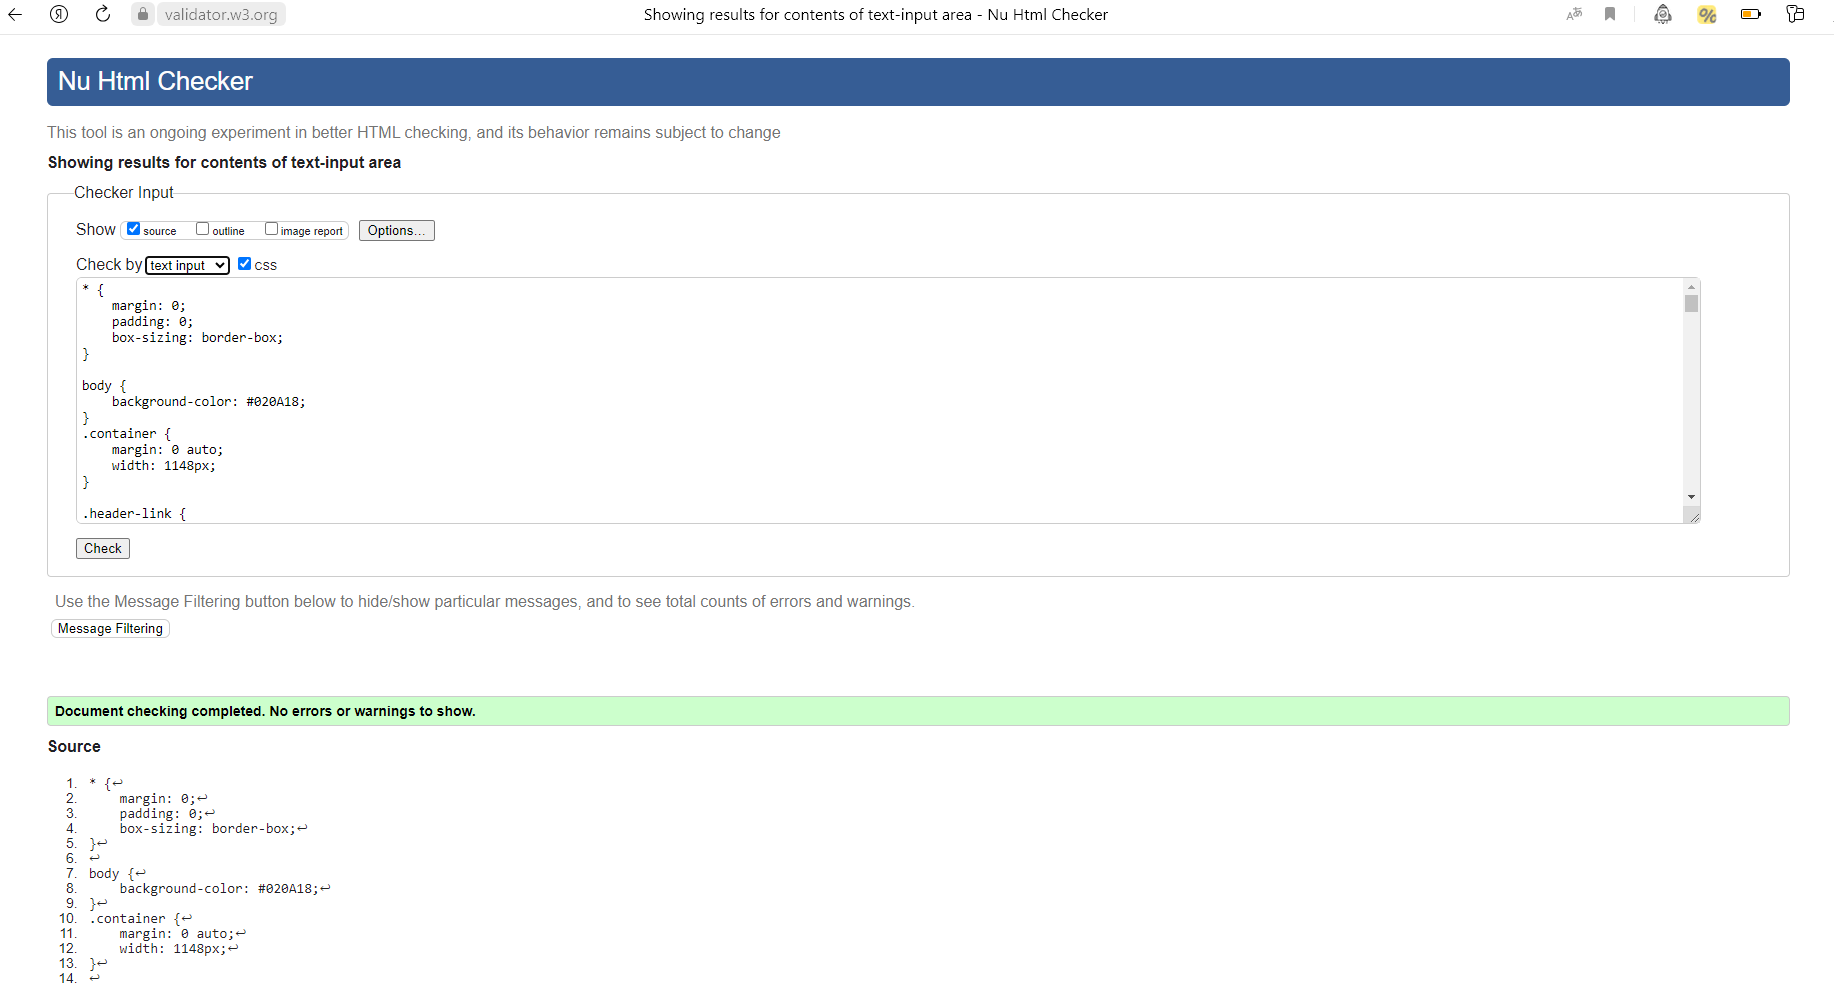 validator.w3.org
Showing results for contents of text-input area - Nu Html Checker
Nu Html Checker
This tool is an ongoing experiment in better HTML checking, and its behavior remains subject to change
Showing results for contents of text-input area
Checker Input
Show source outline image report Options...
Check by text input css
* {
margin: 0;
padding: 0;
box-sizing: border-box;
}
body {
background-color: #020A18;
}
.container {
margin: 0 auto;
width: 1148px;
}
.header-link {
Check
Use the Message Filtering button below to hide/show particular messages, and to see total counts of errors and warnings.
Message Filtering
Document checking completed. No errors or warnings to show.
Source
1. * {↩
2. margin: 0;↩
3. padding: 0;↩
4. box-sizing: border-box;↩
5. }↩
6. ↩
7. body {↩
8. background-color: #020A18;↩
9. }↩
10. .container {↩
11. margin: 0 auto;↩
12. width: 1148px;↩
13. }↩
14. ↩